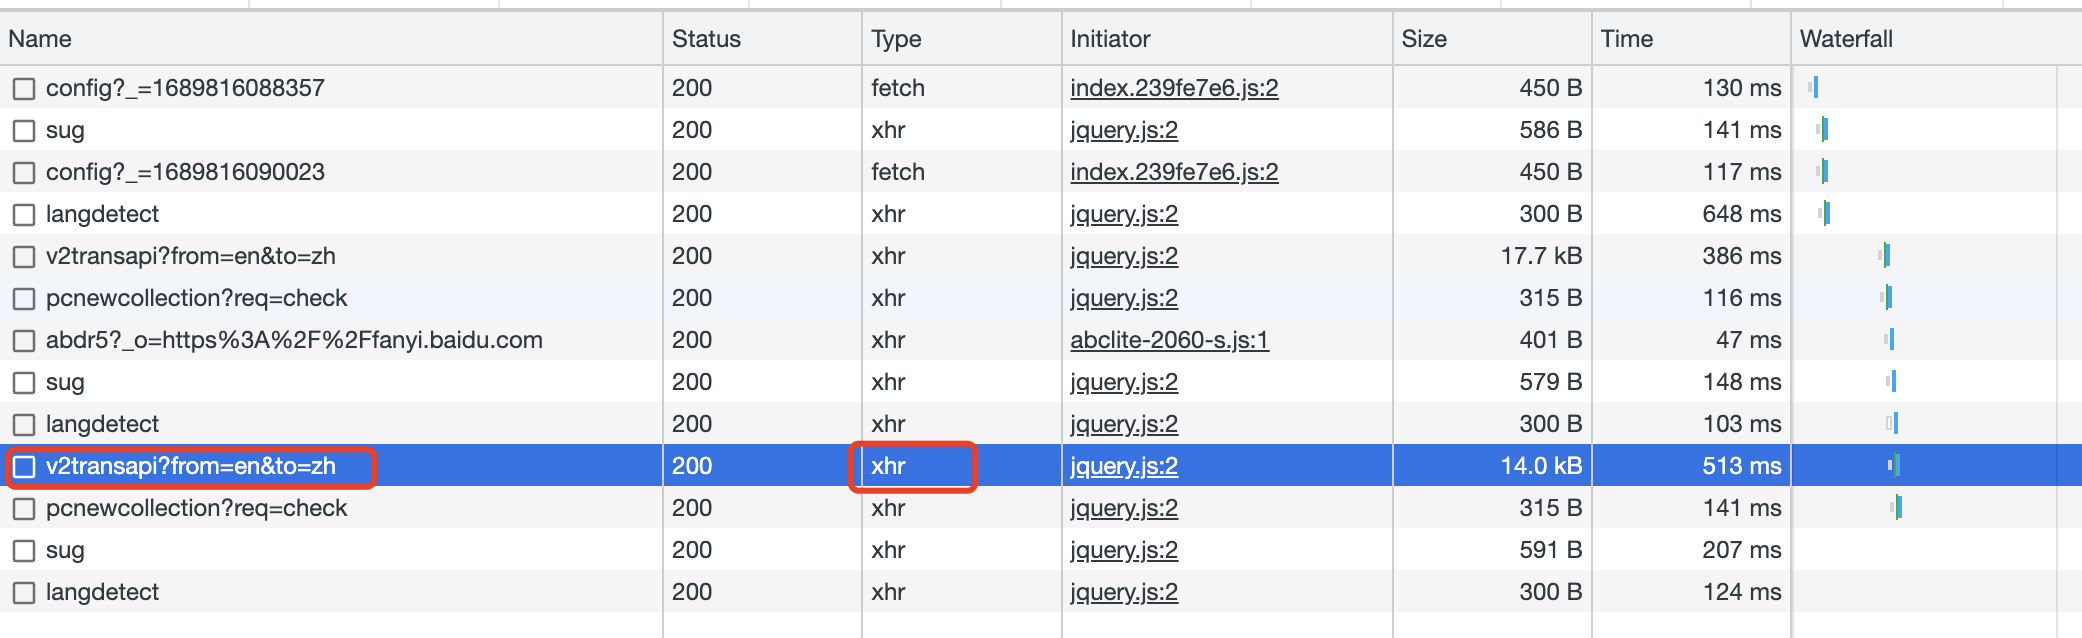 Name Status Type Initiator Size Time Waterfall
config?_=1689816088357 200 fetch index.239fe7e6.js:2 450 B 130 ms
sug 200 xhr jquery.js:2 586 B 141 ms
config?_=1689816090023 200 fetch index.239fe7e6.js:2 450 B 117 ms
langdetect 200 xhr jquery.js:2 300 B 648 ms
v2transapi?from=en&to=zh 200 xhr jquery.js:2 17.7 kB 386 ms
pcnewcollection?req=check 200 xhr jquery.js:2 315 B 116 ms
abdr5?_o=https%3A%2F%2Ffanyi.baidu.com 200 xhr abclite-2060-s.js:1 401 B 47 ms
sug 200 xhr jquery.js:2 579 B 148 ms
langdetect 200 xhr jquery.js:2 300 B 103 ms
v2transapi?from=en&to=zh 200 xhr jquery.js:2 14.0 kB 513 ms
pcnewcollection?req=check 200 xhr jquery.js:2 315 B 141 ms
sug 200 xhr jquery.js:2 591 B 207 ms
langdetect 200 xhr jquery.js:2 300 B 124 ms